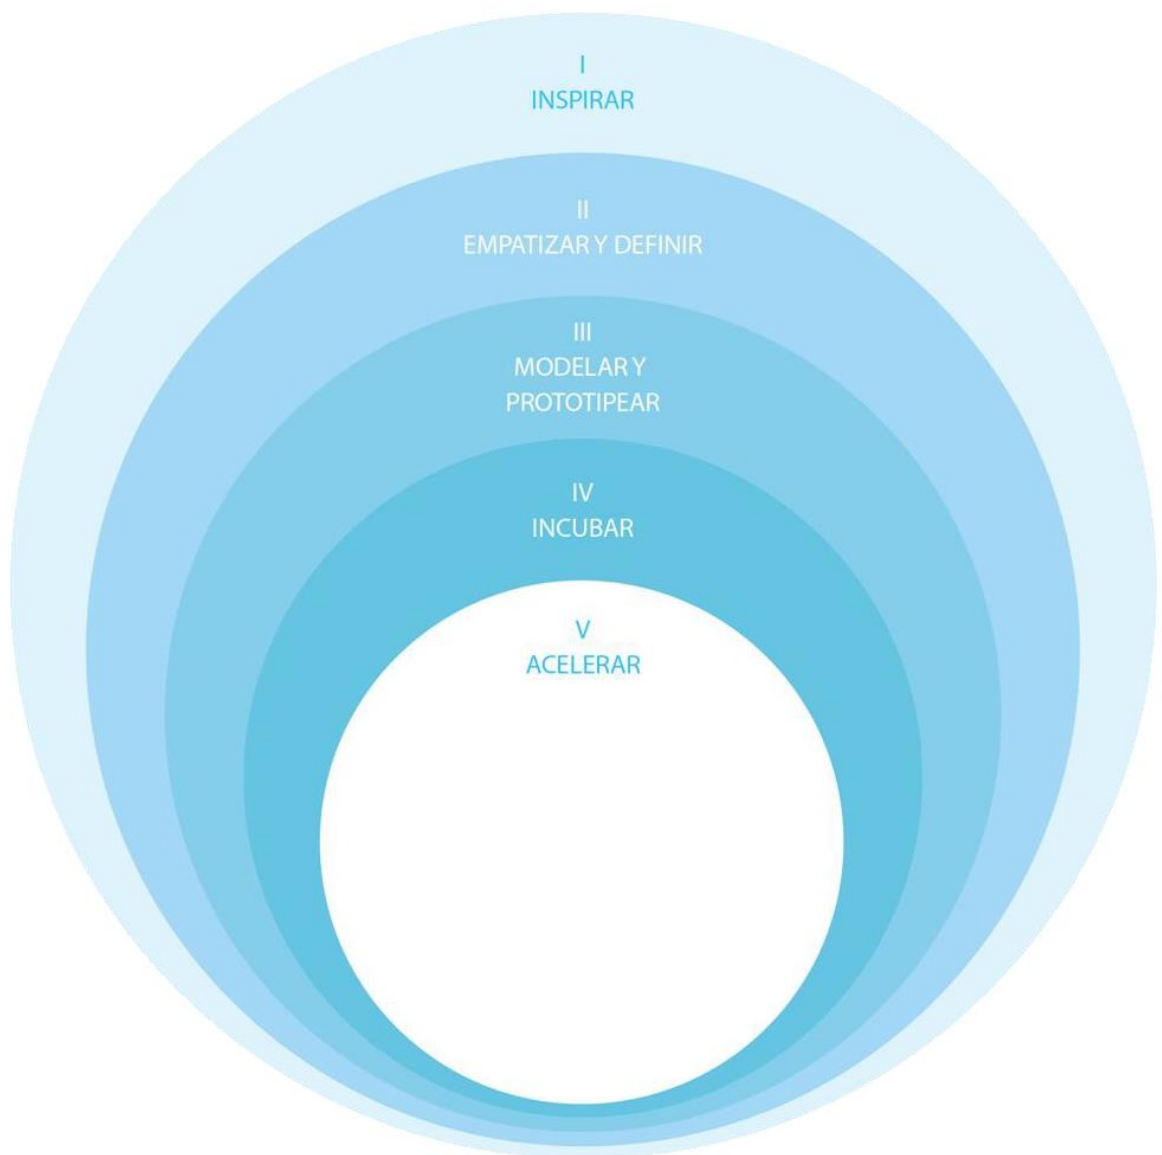 I
INSPIRAR
II
EMPATIZAR Y DEFINIR
III
MODELAR Y
PROTOTIPEAR
IV
INCUBAR
V
ACELERAR